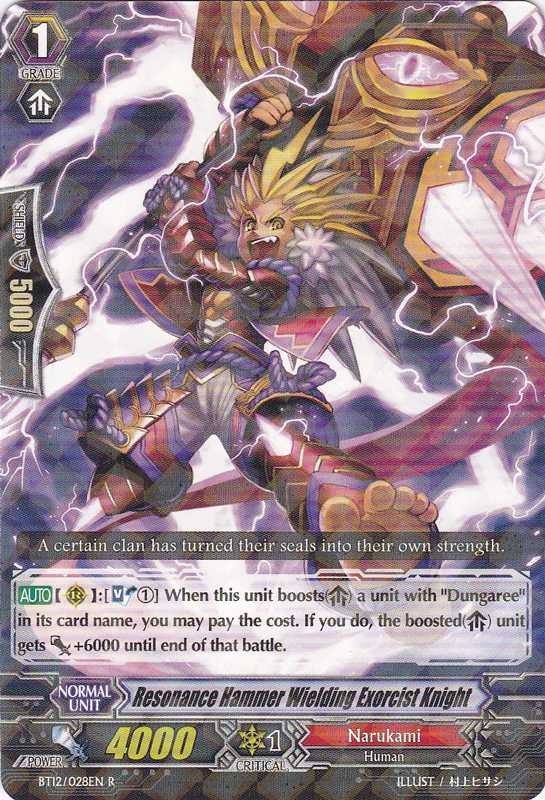 1
GRADE
SHIELD
5000
A certain clan has turned their seals into their own strength.
AUTO【 R 】:[V①] When this unit boosts( ) a unit with "Dungaree"
in its card name, you may pay the cost. If you do, the boosted( ) unit
gets +6000 until end of that battle.
NORMAL
UNIT
Resonance Hammer Wielding Exorcist Knight
POWER
4000
1
CRITICAL
Narukami
Human
BT12/028EN R
ILLUST / 村上ヒサシ